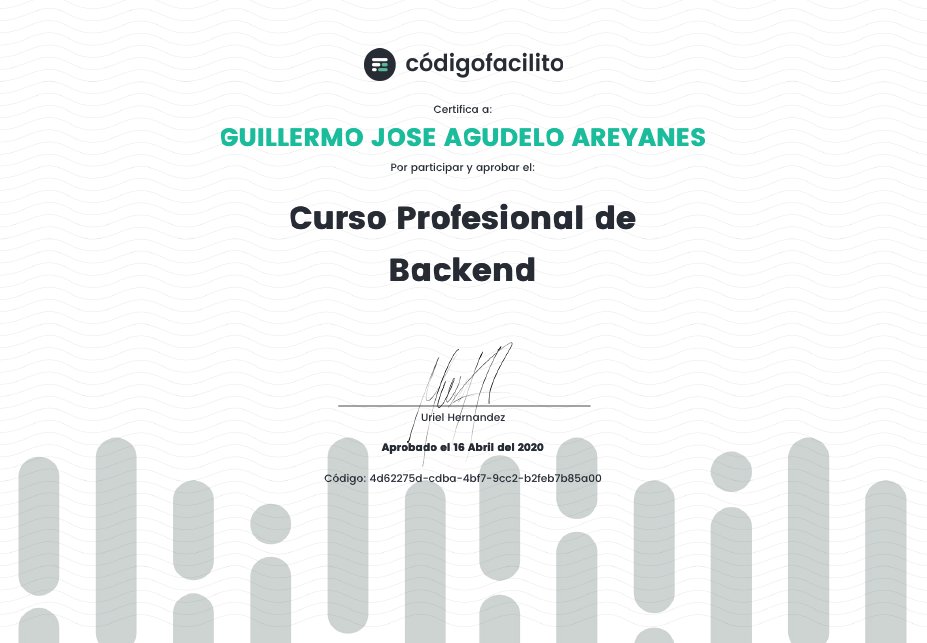 códigofacilito
Certifica a:
GUILLERMO JOSE AGUDELO AREYANES
Por participar y aprobar el:
Curso Profesional de
Backend
Uriel Hernandez
Aprobado el 16 Abril del 2020
Código: 4d62275d-cdba-4bf7-9cc2-b2feb7b85a00